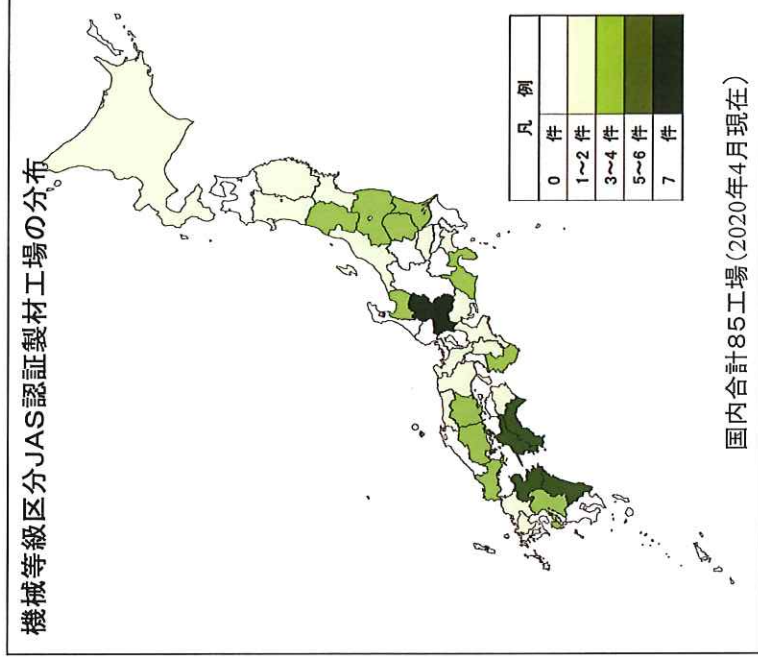 機械等級区分JAS認証製材工場の分布
凡 例
0 件
1~2 件
3~4 件
5~6 件
7 件
国内合計85工場(2020年4月現在)